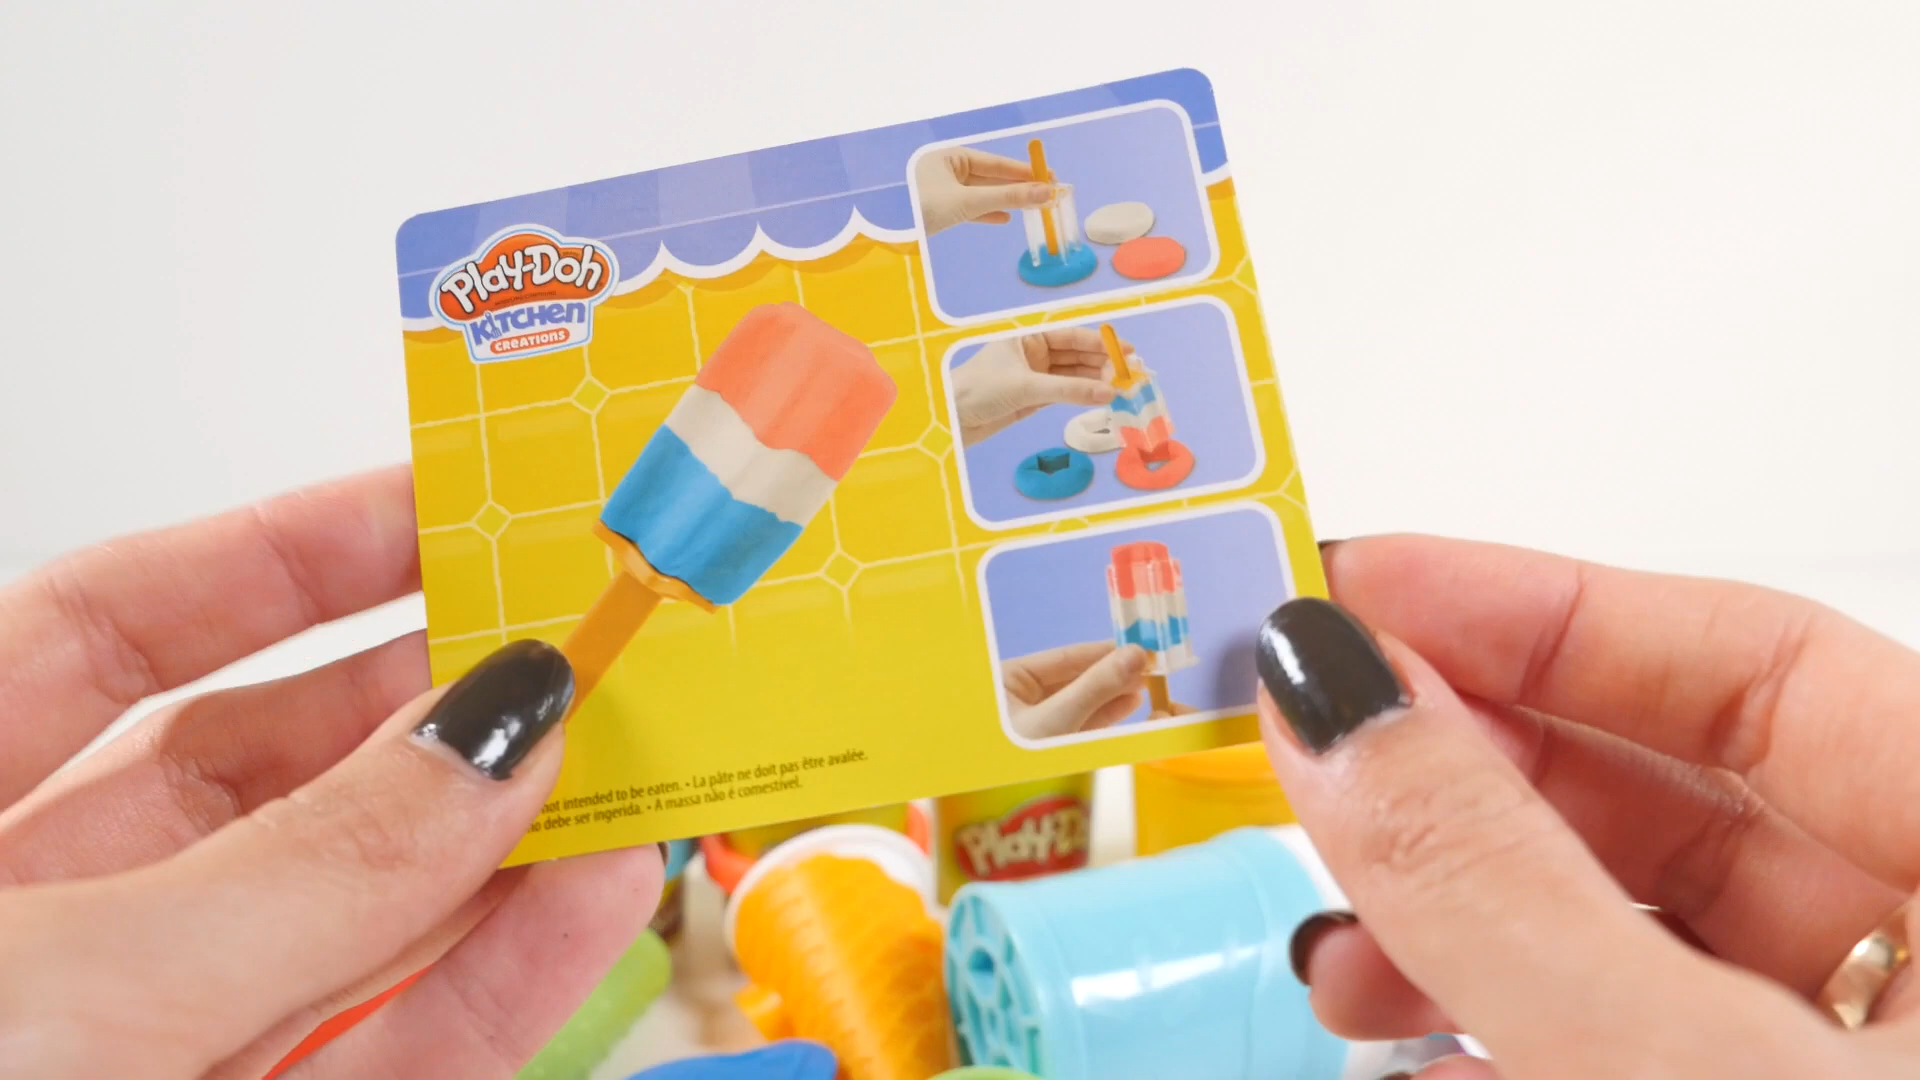 PLAY-DOH
KITCHEN
CREATIONS
not intended to be eaten. • La pâte ne doit pas être avalée.
no debe ser ingerida. • A massa não é comestível.
PLAY-D